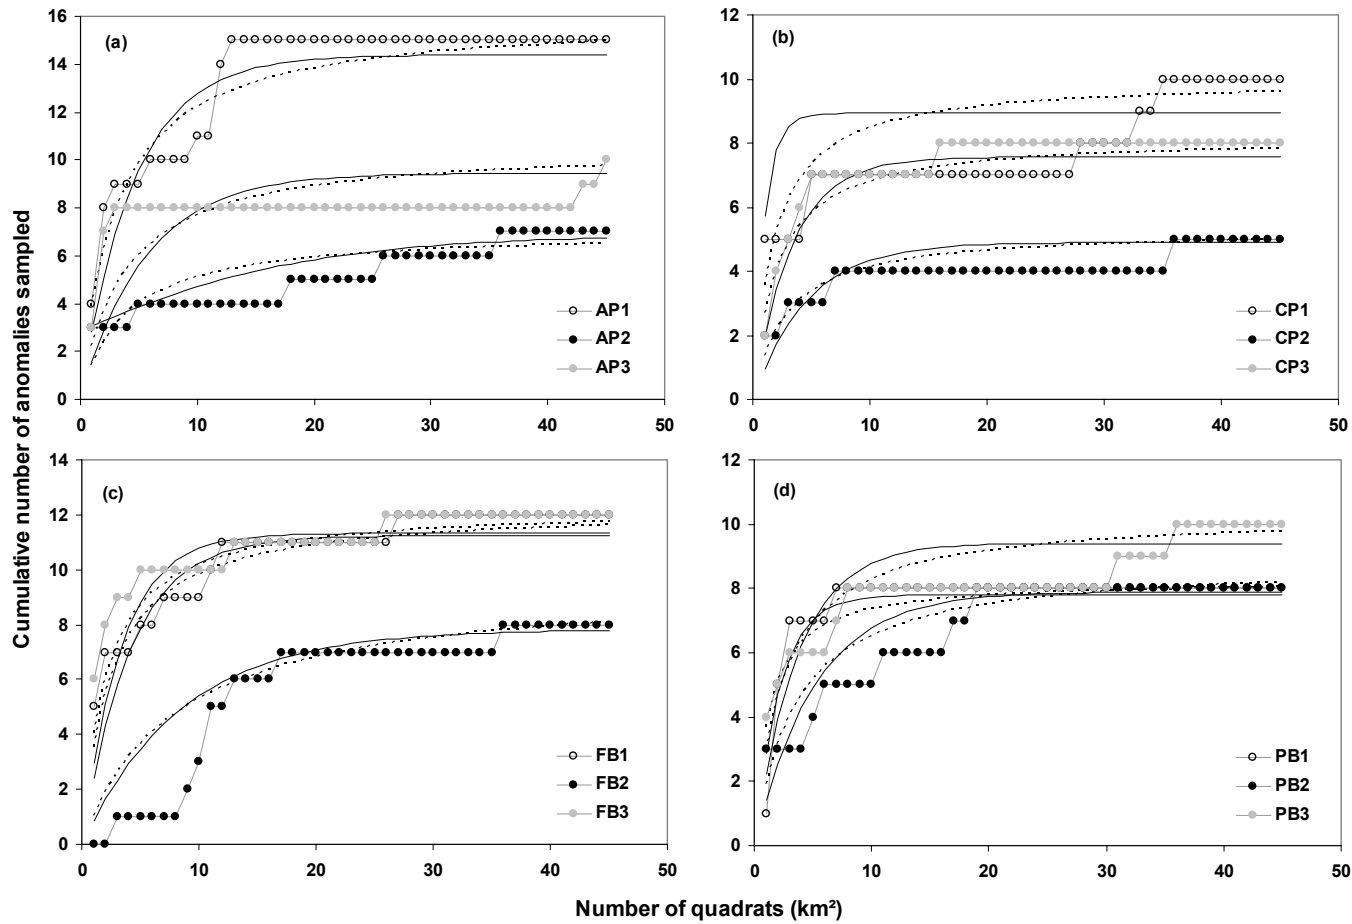 Cumulative number of anomalies sampled
16
14
12
10
8
6
4
2
0
0 10 20 30 40 50
(a)
AP1
AP2
AP3
12
10
8
6
4
2
0
0 10 20 30 40 50
(b)
CP1
CP2
CP3
14
12
10
8
6
4
2
0
0 10 20 30 40 50
(c)
FB1
FB2
FB3
12
10
8
6
4
2
0
0 10 20 30 40 50
(d)
PB1
PB2
PB3
Number of quadrats (km²)